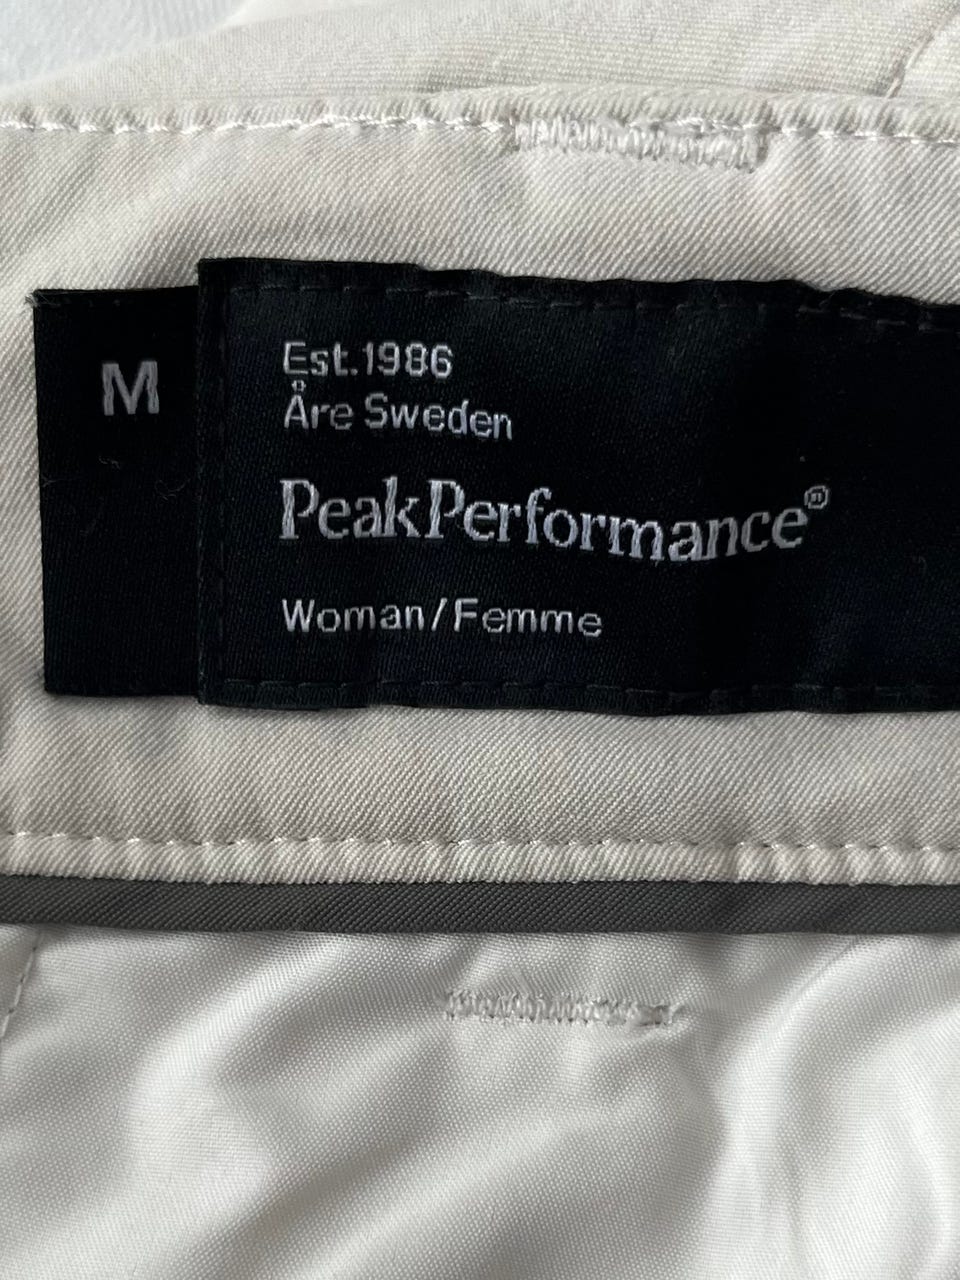 M
Est.1986
Åre Sweden
PeakPerformance®
Woman/Femme